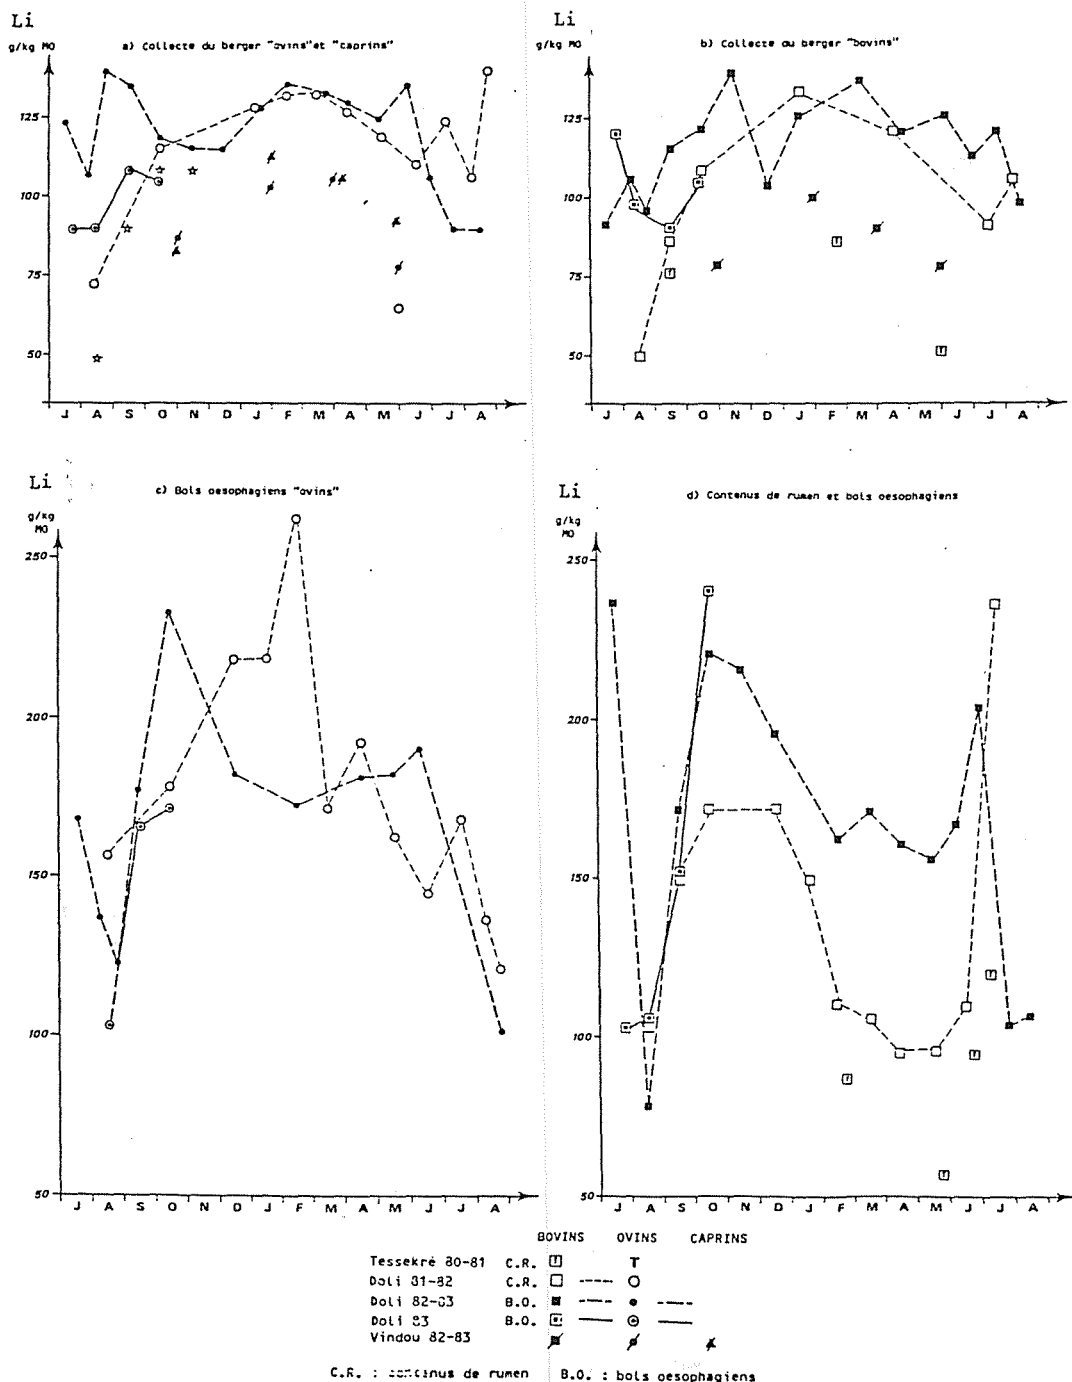 Li
g/kg MO
a) Collecte du berger "ovins" et "caprins"
125
100
75
50
J A S O N D J F M A M J J A
Li
g/kg MO
b) Collecte du berger "bovins"
125
100
75
50
J A S O N D J F M A M J J A
Li
g/kg
MO
c) Bols oesophagiens "ovins"
250
200
150
100
50
J A S O N D J F M A M J J A
Li
g/kg
MO
d) Contenus de rumen et bols oesophagiens
250
200
150
100
50
J A S O N D J F M A M J J A
BOVINS OVINS CAPRINS
Tessekré 80-81 C.R. T T
Doli 81-82 C.R.
Doli 82-83 B.O.
Doli 83 B.O.
Vindou 82-83
C.R. : contenus de rumen B.O. : bols oesophagiens